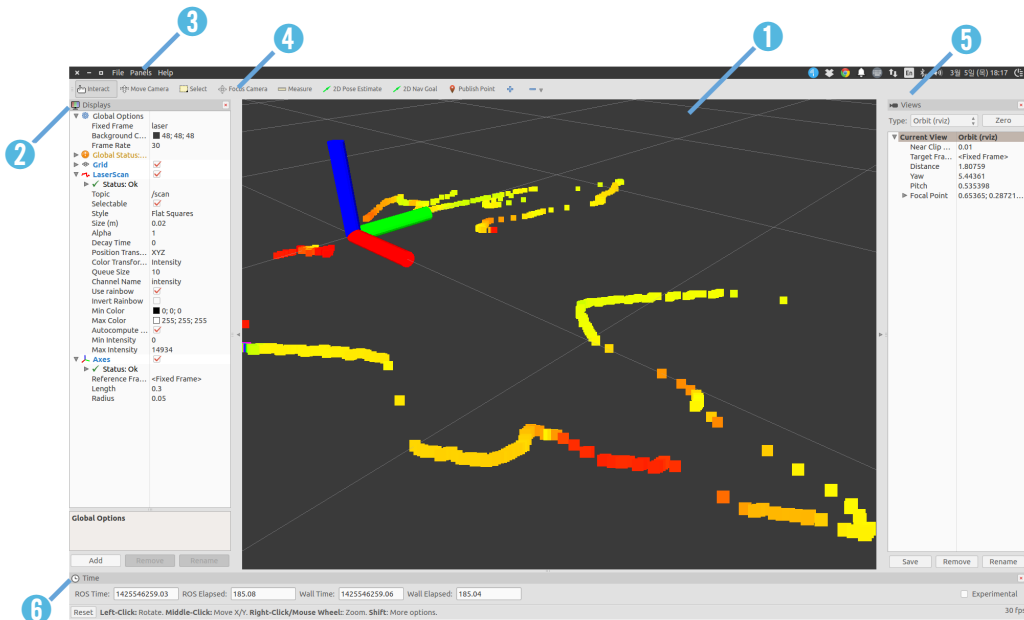 3
1
4
5
File Panels Help
En 3월 5일 (목) 18:17
Interact Move Camera Select Focus Camera Measure 2D Pose Estimate 2D Nav Goal Publish Point
2
Displays
Global Options
Fixed Frame laser
Background C... 48; 48; 48
Frame Rate 30
Global Status:...
Grid
LaserScan
Status: Ok
Topic /scan
Selectable
Style Flat Squares
Size (m) 0.02
Alpha 1
Decay Time 0
Position Trans... XYZ
Color Transfor... Intensity
Queue Size 10
Channel Name intensity
Use rainbow
Invert Rainbow
Min Color 0; 0; 0
Max Color 255; 255; 255
Autocompute ...
Min Intensity 0
Max Intensity 14934
Axes
Status: Ok
Reference Fra... <Fixed Frame>
Length 0.3
Radius 0.05
Global Options
Add Remove Rename
Views
Type: Orbit (rviz) Zero
Current View Orbit (rviz)
Near Clip ... 0.01
Target Fra... <Fixed Frame>
Distance 1.80759
Yaw 5.44361
Pitch 0.535398
Focal Point 0.65365; 0.28721...
Save Remove Rename
6
Time
ROS Time: 1425546259.03 ROS Elapsed: 185.08 Wall Time: 1425546259.06 Wall Elapsed: 185.04 Experimental
Reset Left-Click: Rotate. Middle-Click: Move X/Y. Right-Click/Mouse Wheel: Zoom. Shift: More options. 30 fps